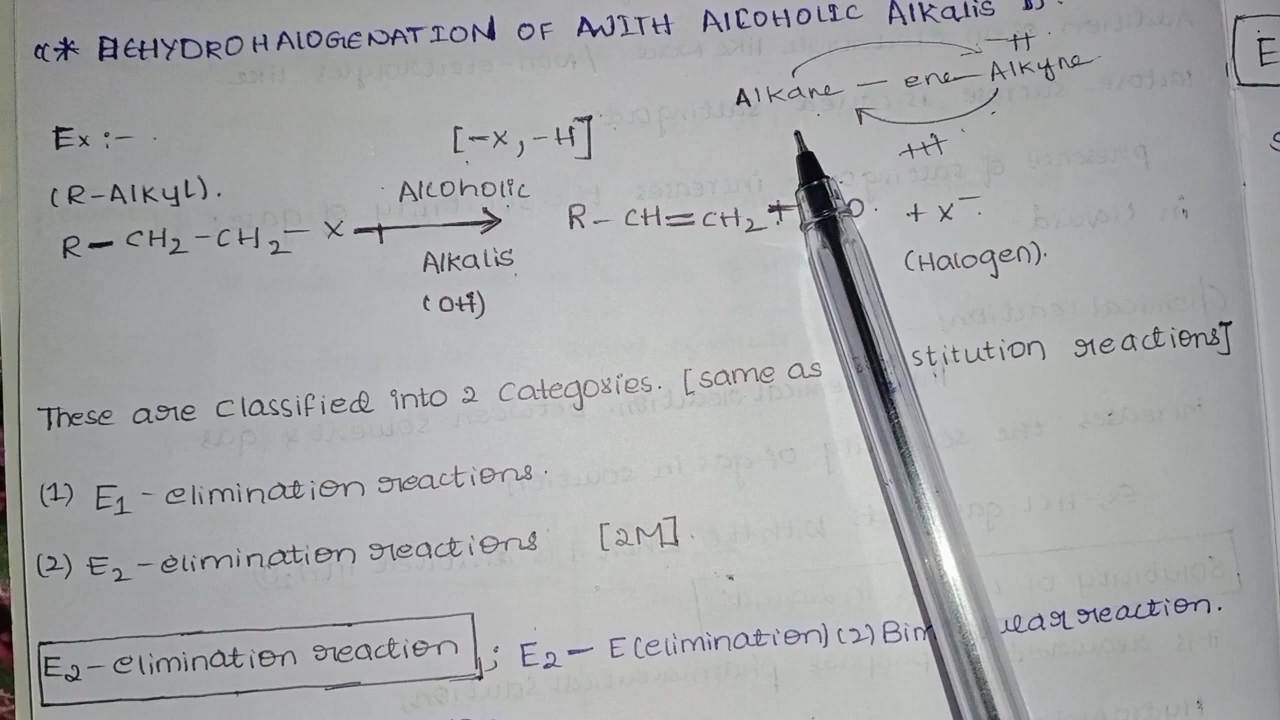 * DEHYDROHALOGENATION OF WITH ALCOHOLIC Alkalis
-H
Alkane – ene – Alkyne
+H
Ex :-
[-X, -H]
(R-Alkyl).
Alcoholic
R – CH2 – CH2 – X + → R – CH = CH2 + O. + X⁻.
Alkalis
(OH)
(Halogen).
These are classified into 2 categories. [same as stitution reactions]
(1) E1 - elimination reactions.
(2) E2 - elimination reactions [2M].
E2 - elimination reaction ; E2 – E(elimination) (2) Bim ular reaction.
E